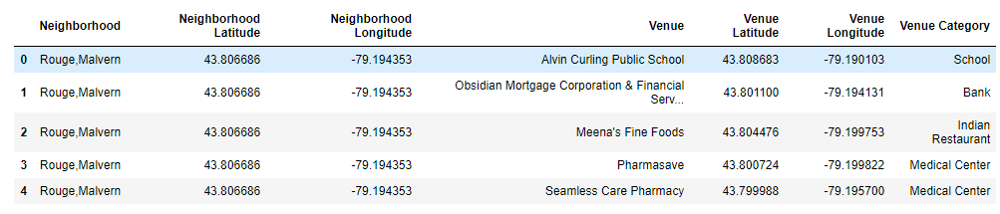 Neighborhood Neighborhood Latitude Neighborhood Longitude Venue Venue Latitude Venue Longitude Venue Category
0 Rouge,Malvern 43.806686 -79.194353 Alvin Curling Public School 43.808683 -79.190103 School
1 Rouge,Malvern 43.806686 -79.194353 Obsidian Mortgage Corporation & Financial Serv... 43.801100 -79.194131 Bank
2 Rouge,Malvern 43.806686 -79.194353 Meena's Fine Foods 43.804476 -79.199753 Indian Restaurant
3 Rouge,Malvern 43.806686 -79.194353 Pharmasave 43.800724 -79.199822 Medical Center
4 Rouge,Malvern 43.806686 -79.194353 Seamless Care Pharmacy 43.799988 -79.195700 Medical Center